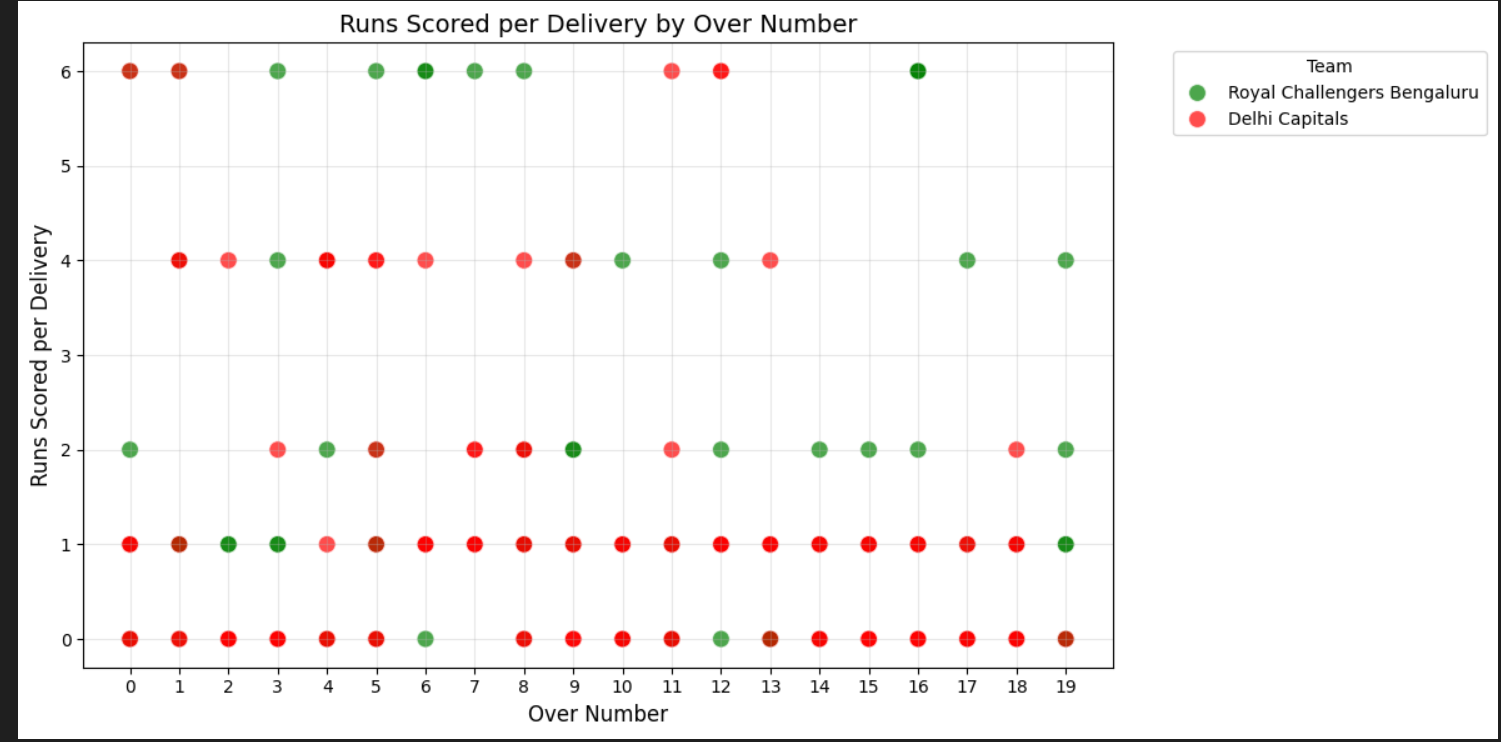 Runs Scored per Delivery by Over Number
Team
Royal Challengers Bengaluru
Delhi Capitals
Runs Scored per Delivery
6
5
4
3
2
1
0
0 1 2 3 4 5 6 7 8 9 10 11 12 13 14 15 16 17 18 19
Over Number